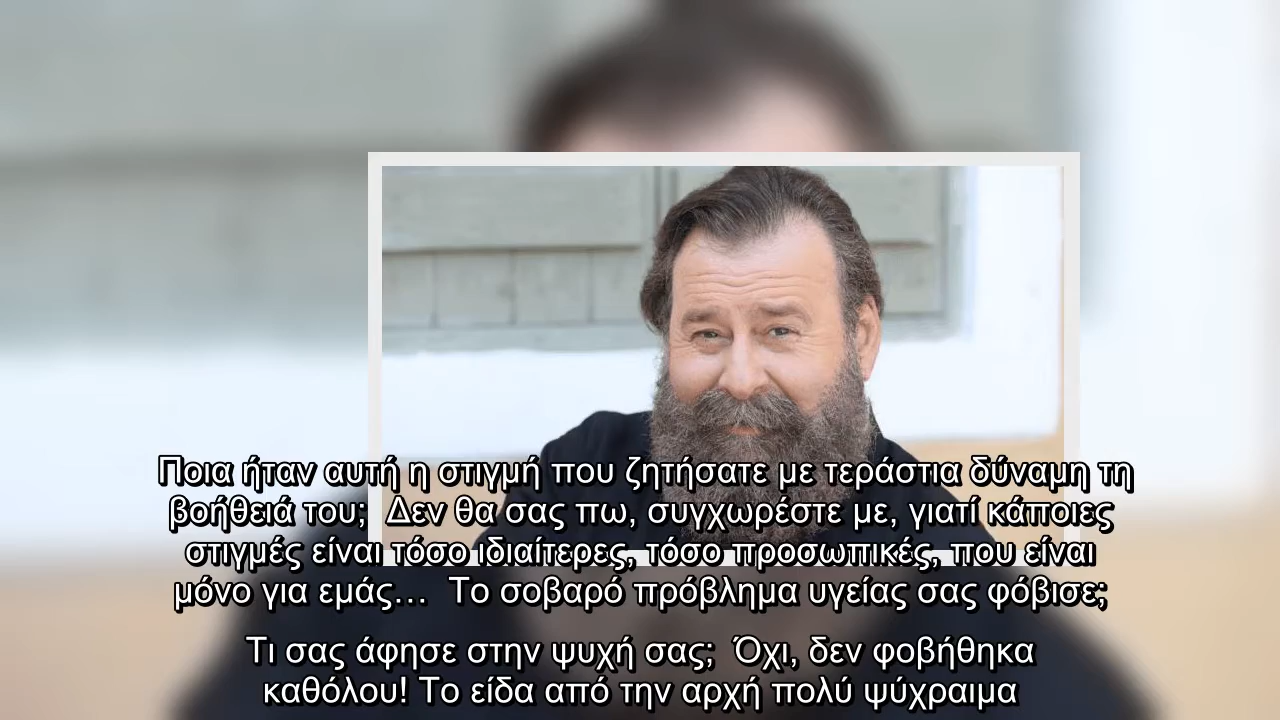 Ποια ήταν αυτή η στιγμή που ζητήσατε με τεράστια δύναμη τη
βοήθειά του;  Δεν θα σας πω, συγχωρέστε με, γιατί κάποιες
στιγμές είναι τόσο ιδιαίτερες, τόσο προσωπικές, που είναι
μόνο για εμάς…  Το σοβαρό πρόβλημα υγείας σας φόβισε;
Τι σας άφησε στην ψυχή σας;  Όχι, δεν φοβήθηκα
καθόλου! Το είδα από την αρχή πολύ ψύχραιμα